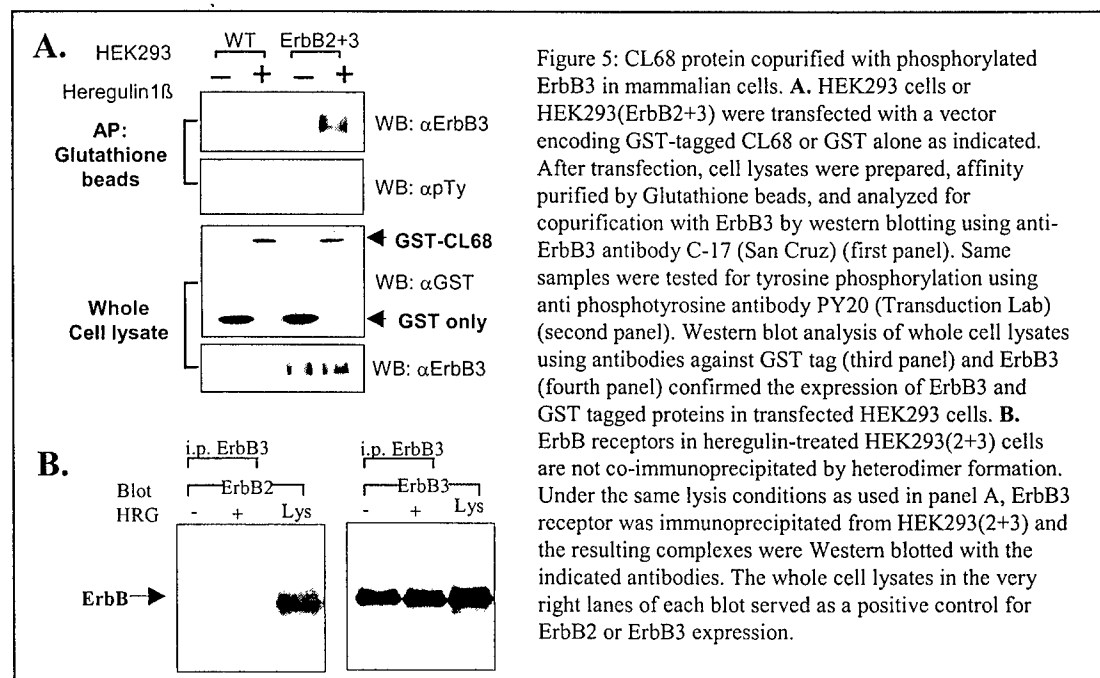 A.
HEK293
WT ErbB2+3
Heregulin1ß
– + – +
AP:
Glutathione
beads
WB: αErbB3
WB: αpTy
GST-CL68
WB: αGST
Whole
Cell lysate
GST only
WB: αErbB3
B.
i.p. ErbB3 i.p. ErbB3
Blot ErbB2 ErbB3
HRG - + Lys - + Lys
ErbB
Figure 5: CL68 protein copurified with phosphorylated
ErbB3 in mammalian cells. A. HEK293 cells or
HEK293(ErbB2+3) were transfected with a vector
encoding GST-tagged CL68 or GST alone as indicated.
After transfection, cell lysates were prepared, affinity
purified by Glutathione beads, and analyzed for
copurification with ErbB3 by western blotting using anti-
ErbB3 antibody C-17 (San Cruz) (first panel). Same
samples were tested for tyrosine phosphorylation using
anti phosphotyrosine antibody PY20 (Transduction Lab)
(second panel). Western blot analysis of whole cell lysates
using antibodies against GST tag (third panel) and ErbB3
(fourth panel) confirmed the expression of ErbB3 and
GST tagged proteins in transfected HEK293 cells. B.
ErbB receptors in heregulin-treated HEK293(2+3) cells
are not co-immunoprecipitated by heterodimer formation.
Under the same lysis conditions as used in panel A, ErbB3
receptor was immunoprecipitated from HEK293(2+3) and
the resulting complexes were Western blotted with the
indicated antibodies. The whole cell lysates in the very
right lanes of each blot served as a positive control for
ErbB2 or ErbB3 expression.